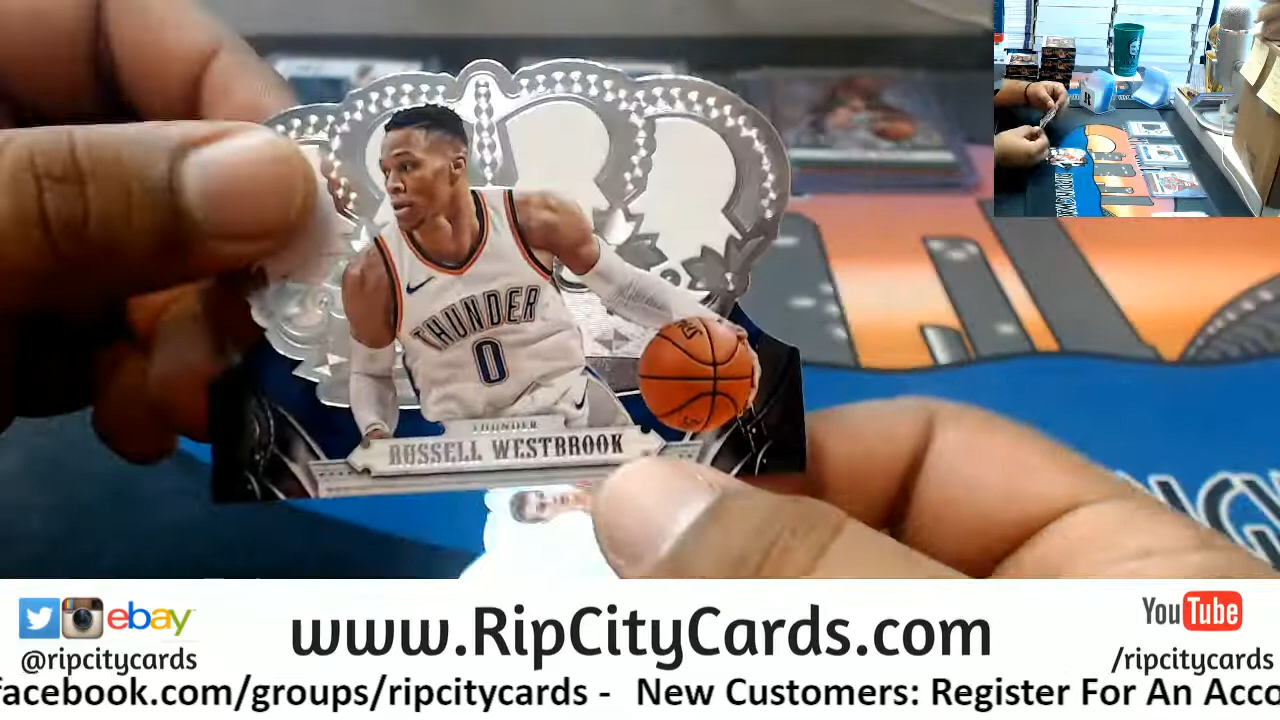 THUNDER
0
THUNDER
RUSSELL WESTBROOK
ebay
@ripcitycards
www.RipCityCards.com
YouTube
/ripcitycards
facebook.com/groups/ripcitycards - New Customers: Register For An Acco